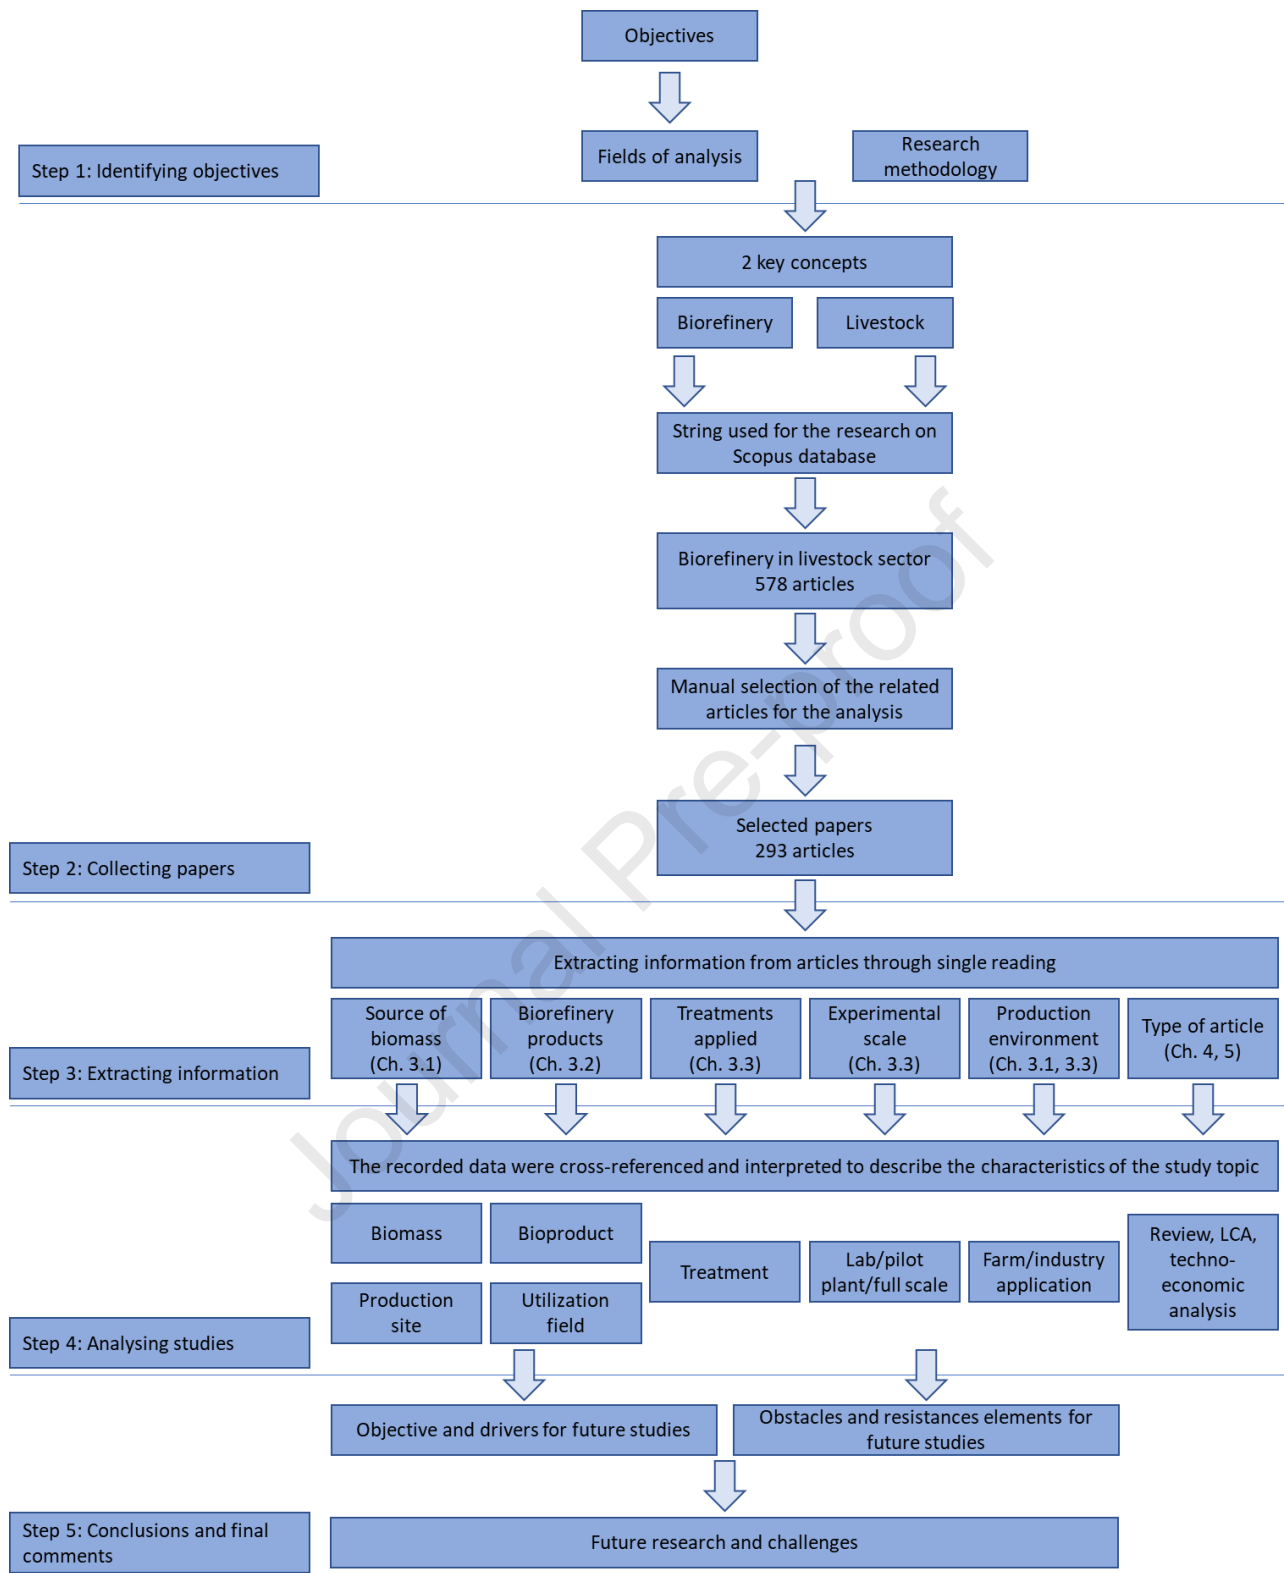 Objectives
Fields of analysis
Research
methodology
Step 1: Identifying objectives
2 key concepts
Biorefinery
Livestock
String used for the research on
Scopus database
Biorefinery in livestock sector
578 articles
Manual selection of the related
articles for the analysis
Selected papers
293 articles
Step 2: Collecting papers
Extracting information from articles through single reading
Source of
biomass
(Ch. 3.1)
Biorefinery
products
(Ch. 3.2)
Treatments
applied
(Ch. 3.3)
Experimental
scale
(Ch. 3.3)
Production
environment
(Ch. 3.1, 3.3)
Type of article
(Ch. 4, 5)
Step 3: Extracting information
The recorded data were cross-referenced and interpreted to describe the characteristics of the study topic
Biomass
Bioproduct
Treatment
Lab/pilot
plant/full scale
Farm/industry
application
Review, LCA,
techno-
economic
analysis
Production
site
Utilization
field
Step 4: Analysing studies
Objective and drivers for future studies
Obstacles and resistances elements for
future studies
Step 5: Conclusions and final
comments
Future research and challenges
Journal Pre-proof